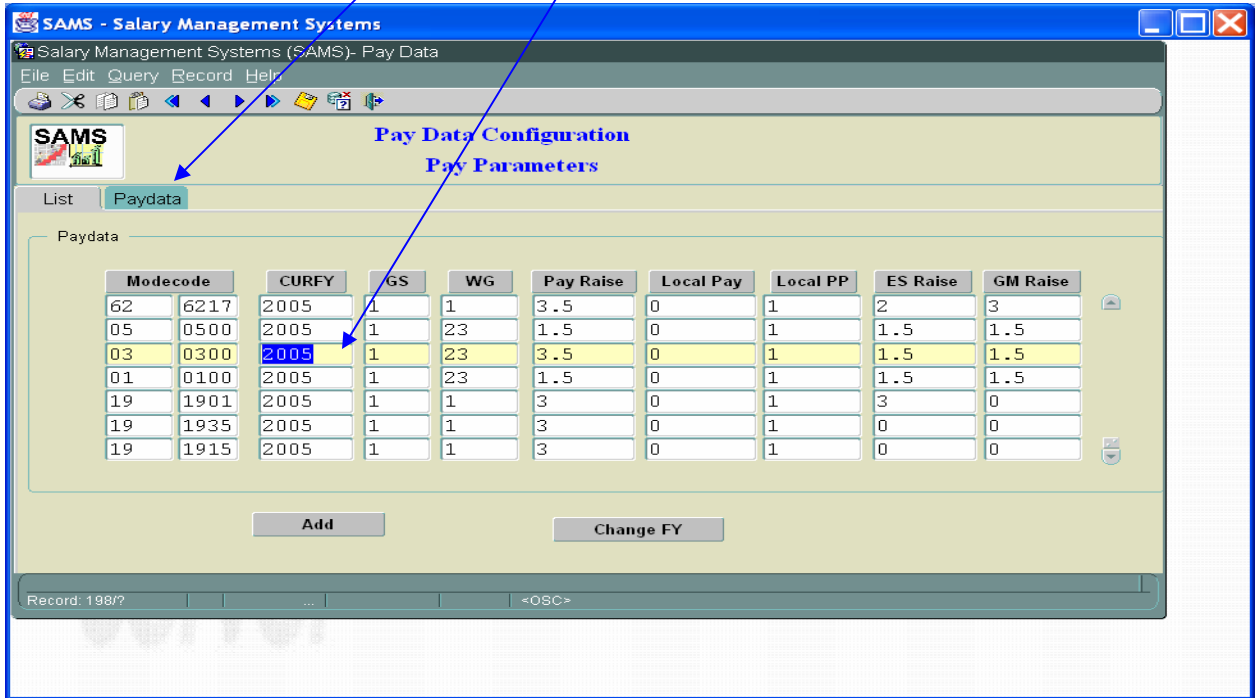 SAMS - Salary Management Systems
Salary Management Systems (SAMS)- Pay Data
File Edit Query Record Help
SAMS
Pay Data Configuration
Pay Parameters
List Paydata
Paydata
Modecode CURFY GS WG Pay Raise Local Pay Local PP ES Raise GM Raise
62 6217 2005 1 1 3.5 0 1 2 3
05 0500 2005 1 23 1.5 0 1 1.5 1.5
03 0300 2005 1 23 3.5 0 1 1.5 1.5
01 0100 2005 1 23 1.5 0 1 1.5 1.5
19 1901 2005 1 1 3 0 1 3 0
19 1935 2005 1 1 3 0 1 0 0
19 1915 2005 1 1 3 0 1 0 0
Add Change FY
Record: 198/? ... <OSC>